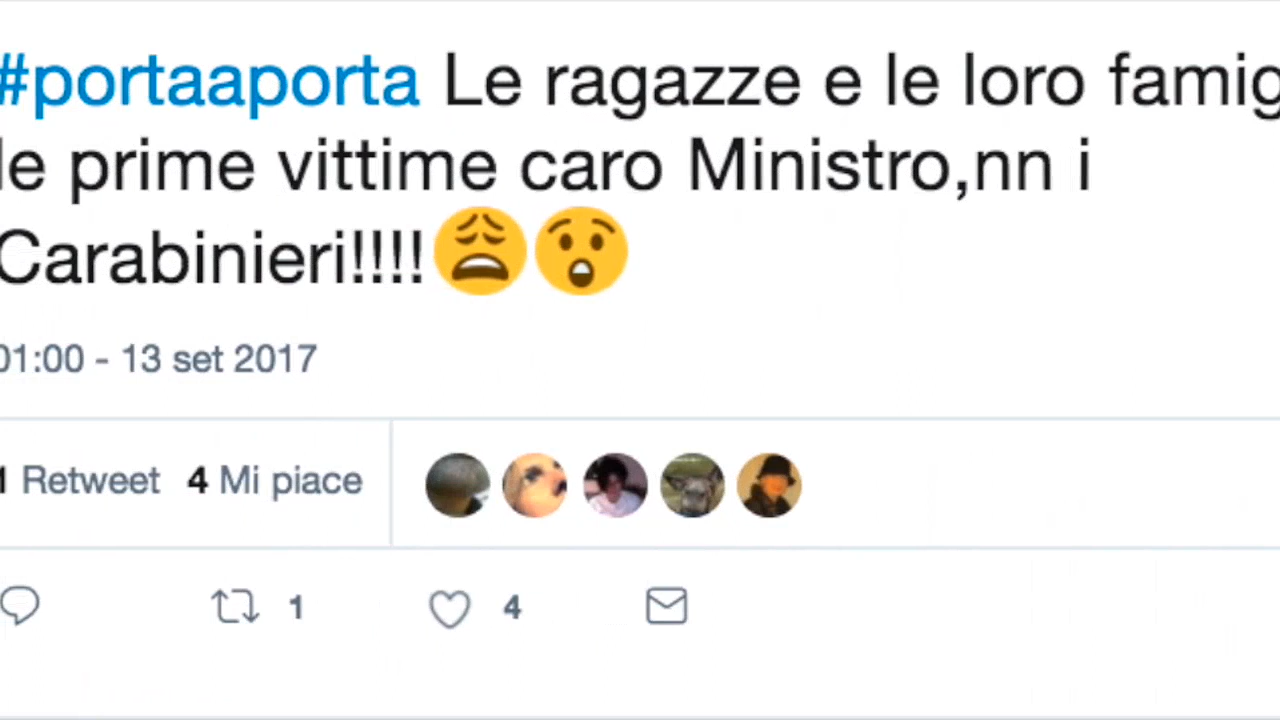 #portaaporta Le ragazze e le loro famig
le prime vittime caro Ministro,nn i
Carabinieri!!!!😩😲
01:00 - 13 set 2017
1 Retweet 4 Mi piace
1 4